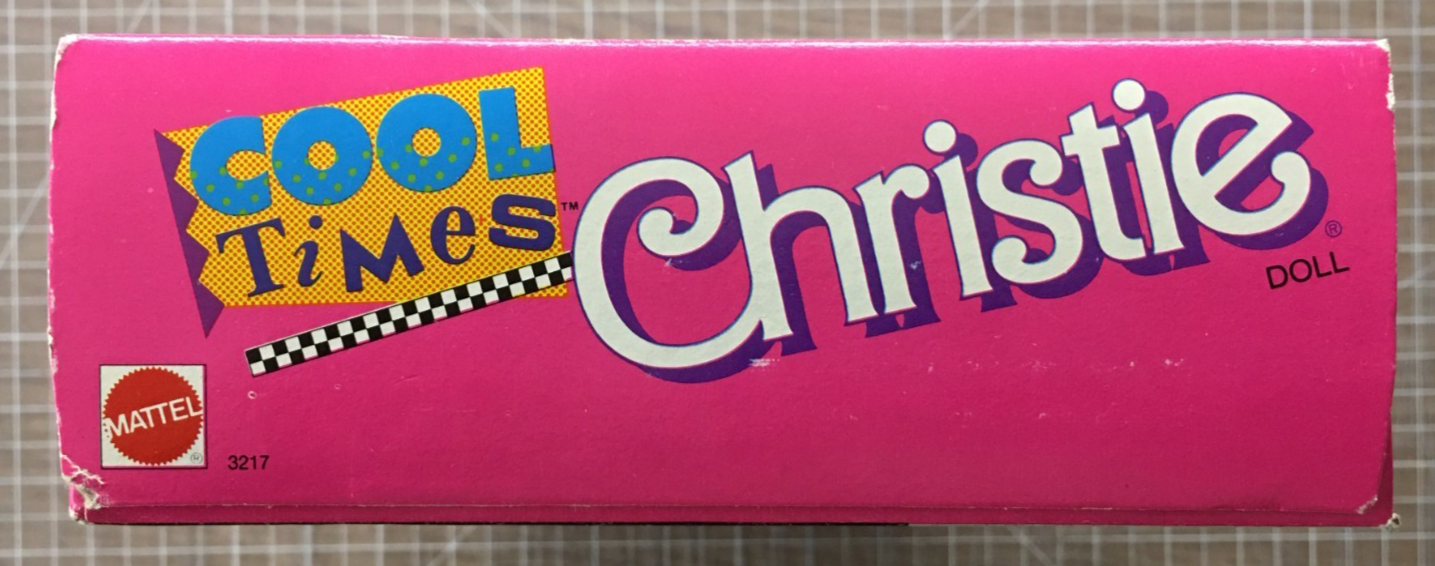 COOL
TiMeS™
Christie®
DOLL
MATTEL®
3217